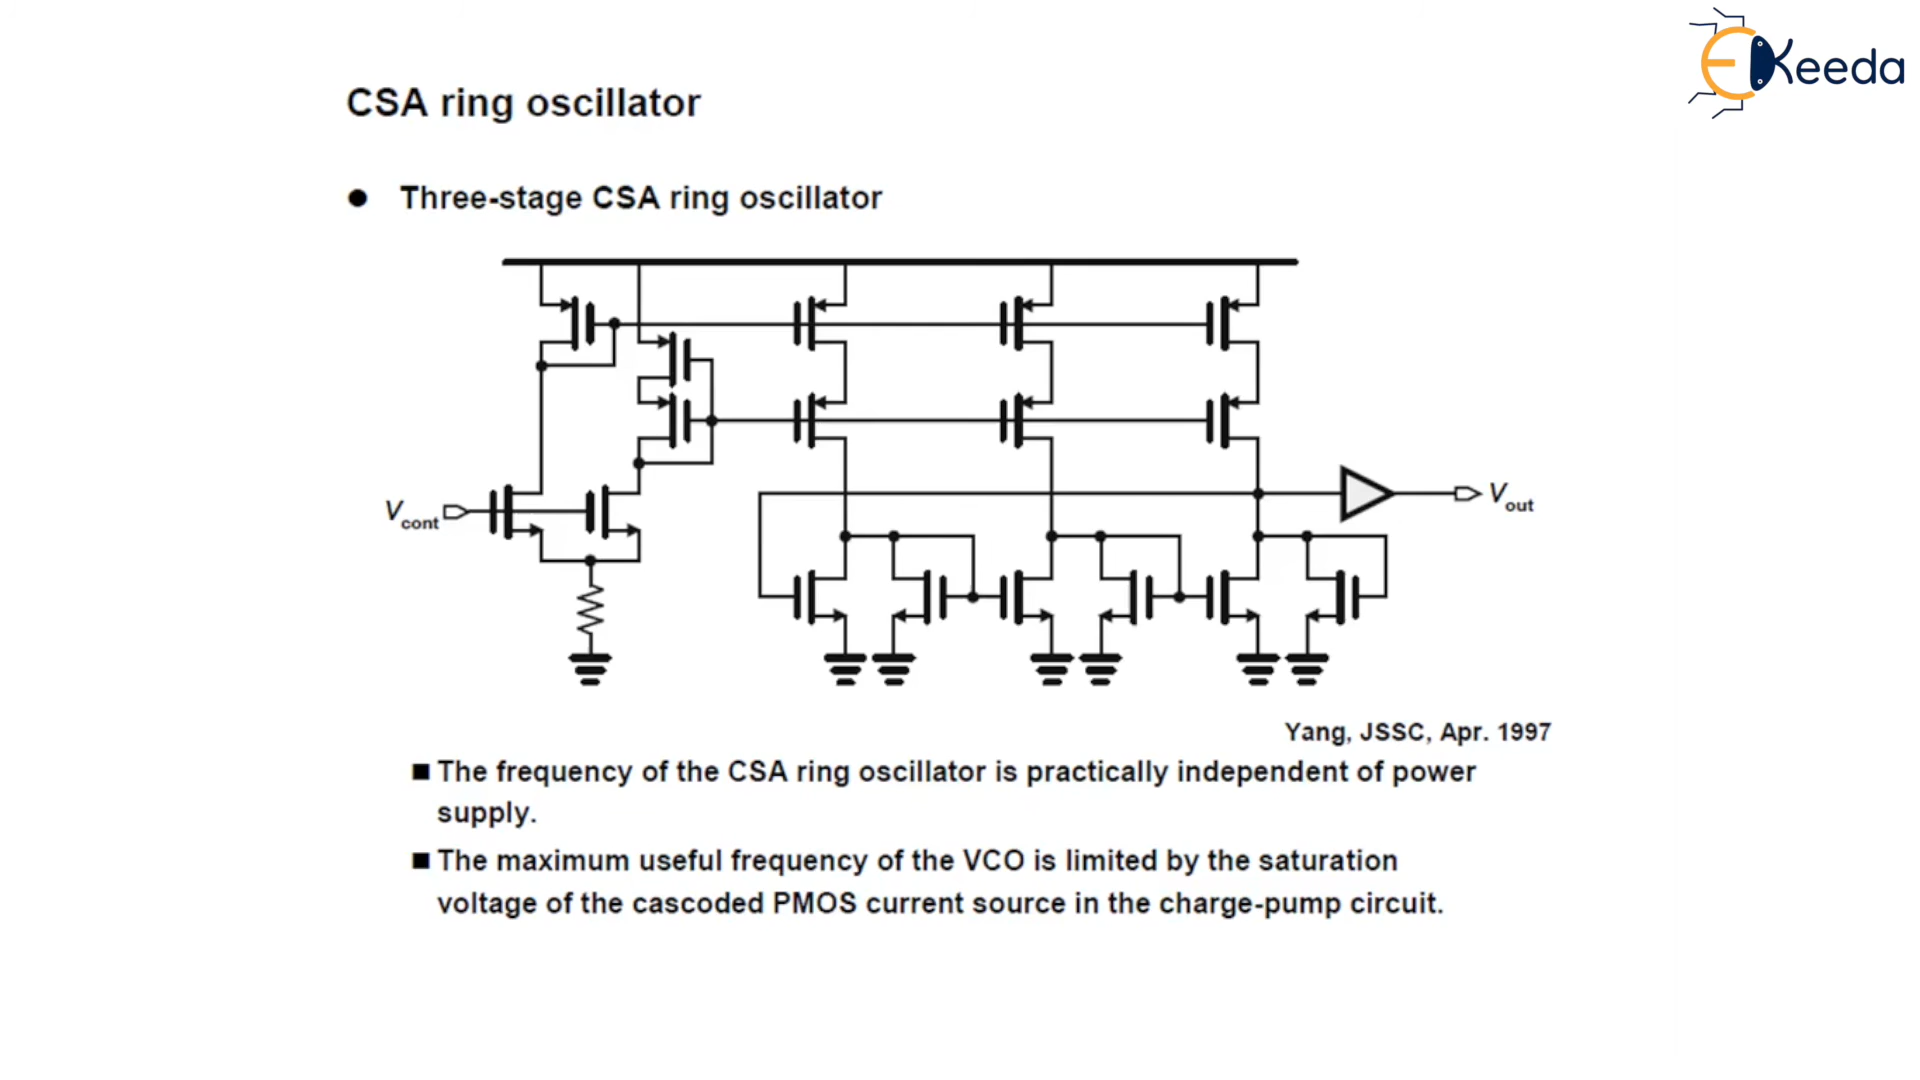 EKeeda
CSA ring oscillator
● Three-stage CSA ring oscillator
Vcont
Vout
Yang, JSSC, Apr. 1997
■ The frequency of the CSA ring oscillator is practically independent of power
supply.
■ The maximum useful frequency of the VCO is limited by the saturation
voltage of the cascoded PMOS current source in the charge-pump circuit.